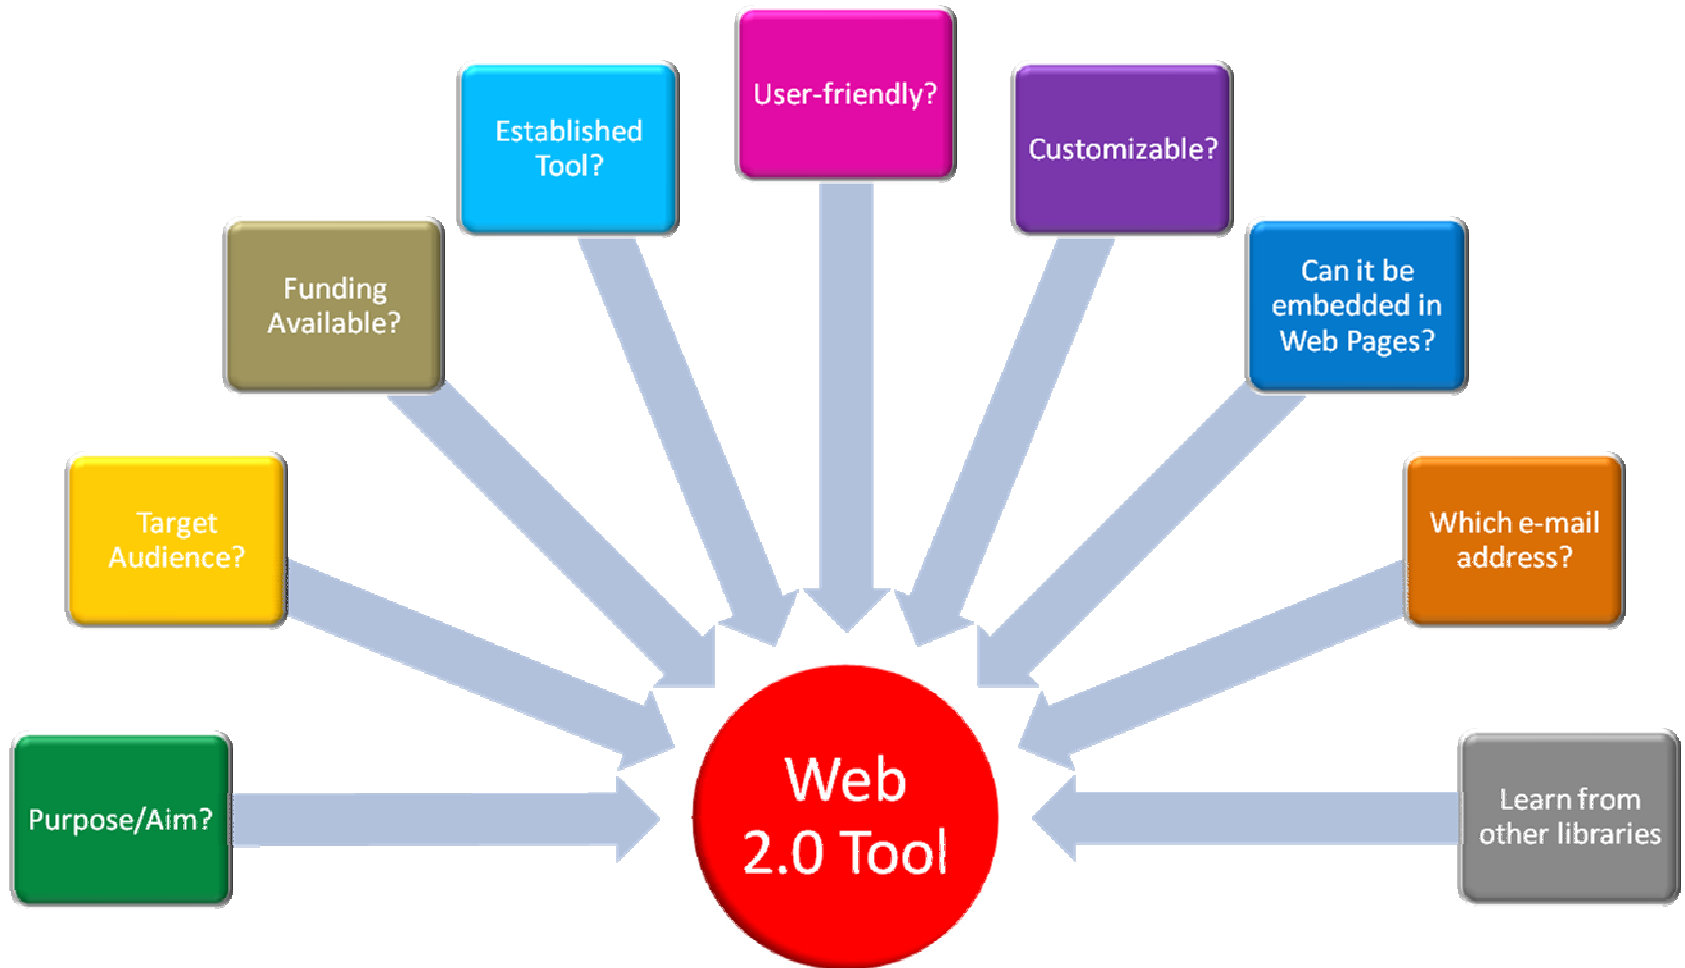 User-friendly?
Established
Tool?
Customizable?
Funding
Available?
Can it be
embedded in
Web Pages?
Target
Audience?
Which e-mail
address?
Purpose/Aim?
Web
2.0 Tool
Learn from
other libraries